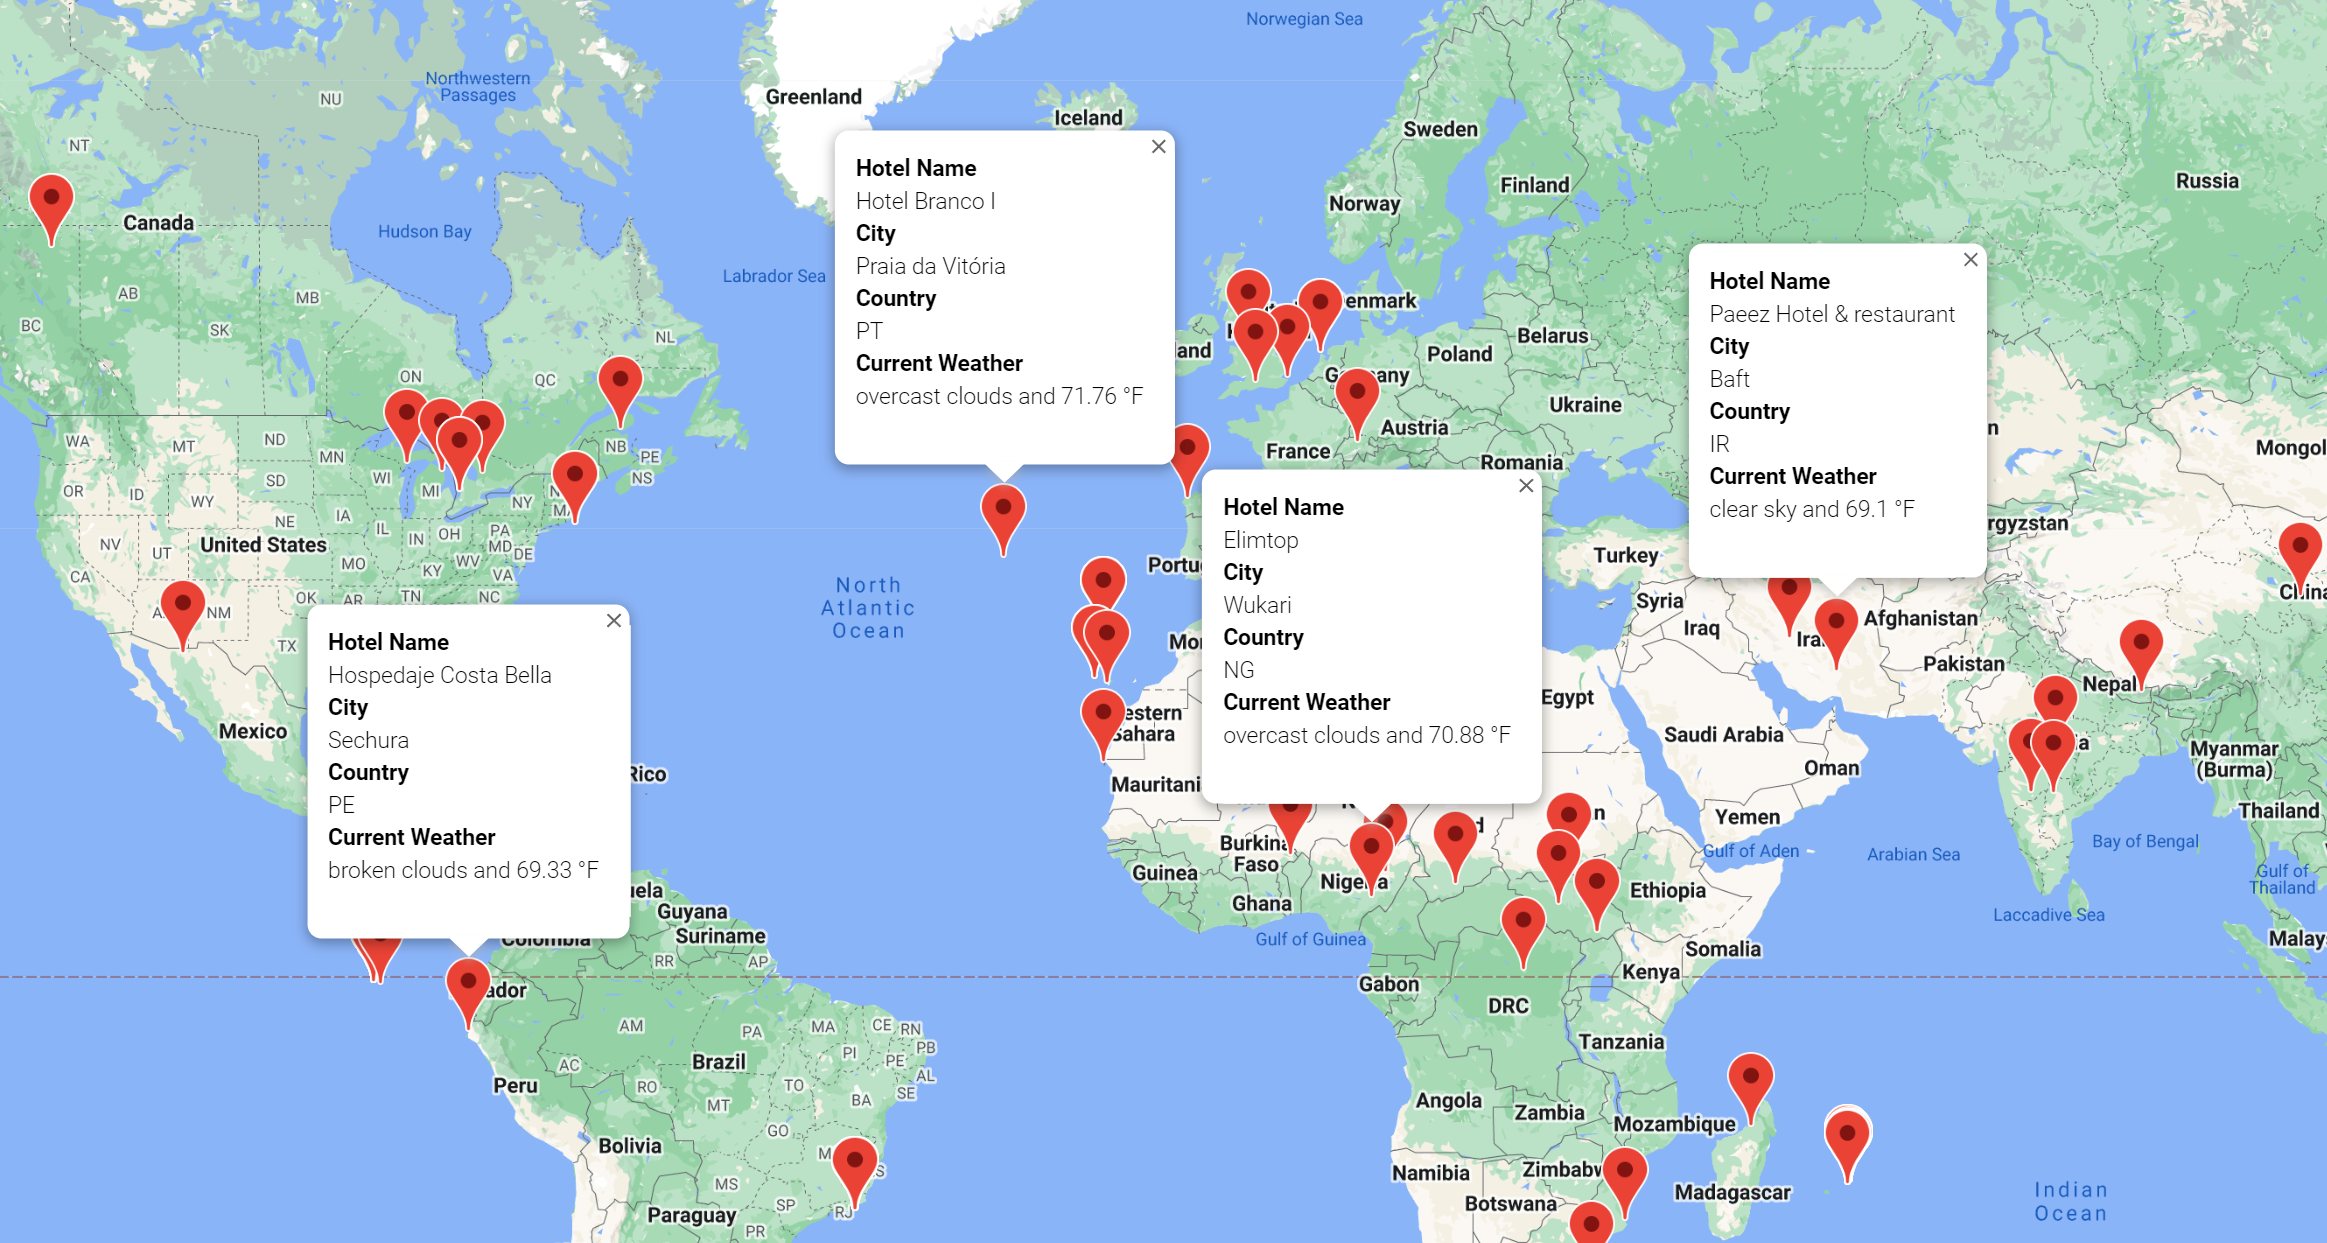 Norwegian Sea
Northwestern
Passages
NU
Greenland
Iceland
Sweden
NT
Finland
Russia
Norway
Canada
Hudson Bay
Labrador Sea
AB
MB
BC
SK
NL
ON
QC
Hotel Name
Hotel Branco I
City
Praia da Vitória
Country
PT
Current Weather
overcast clouds and 71.76 °F
enmark
and
Poland
Belarus
G
any
Ukraine
Austria
France
Romania
Hotel Name
Paeez Hotel & restaurant
City
Baft
Country
IR
Current Weather
clear sky and 69.1 °F
n
Mongol
rgyzstan
WA
MT
ND
MN
NB
PE
NS
OR
ID
WY
SD
WI
MI
NY
N
MA
NE
IA
IL
IN
OH
PA
MD
DE
NV
UT
United States
CA
MO
KY
WV
VA
OK
AR
TN
NC
A
NM
TX
Mexico
North
Atlantic
Ocean
Portu
Mor
estern
Sahara
Mauritani
Hotel Name
Elimtop
City
Wukari
Country
NG
Current Weather
overcast clouds and 70.88 °F
Turkey
Syria
Iraq
Ira
Afghanistan
Pakistan
China
Nepal
Egypt
Saudi Arabia
Oman
Yemen
a
Myanmar
(Burma)
Thailand
Hotel Name
Hospedaje Costa Bella
City
Sechura
Country
PE
Current Weather
broken clouds and 69.33 °F
Rico
uela
Guyana
Suriname
Colombia
RR
AP
ador
Burkina
Faso
Guinea
Ghana
Nigeria
d
n
Gulf of Aden
Arabian Sea
Bay of Bengal
Gulf of
Thailand
Ethiopia
Laccadive Sea
Gulf of Guinea
Somalia
Malay
Kenya
Gabon
DRC
AM
PA
MA
CE
RN
PB
PI
PE
AL
SE
Tanzania
Brazil
AC
RO
TO
Peru
MT
BA
GO
Angola
Zambia
Mozambique
Bolivia
M
S
MS
SP
RJ
Paraguay
PR
Namibia
Zimbabw
Botswana
Madagascar
Indian
Ocean